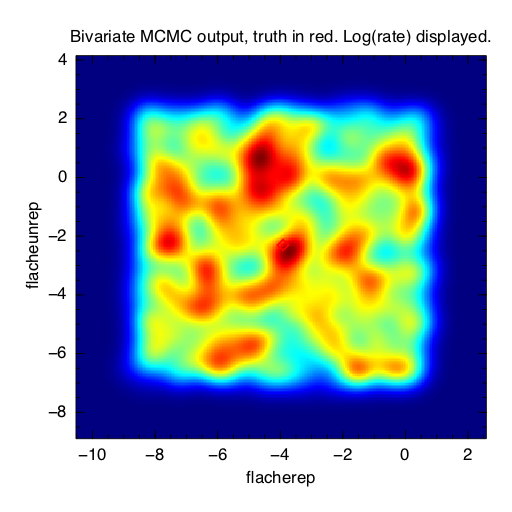 Bivariate MCMC output, truth in red. Log(rate) displayed.
4
2
0
−2
−4
−6
−8
flacheunrep
−10 −8 −6 −4 −2 0 2
flacherep